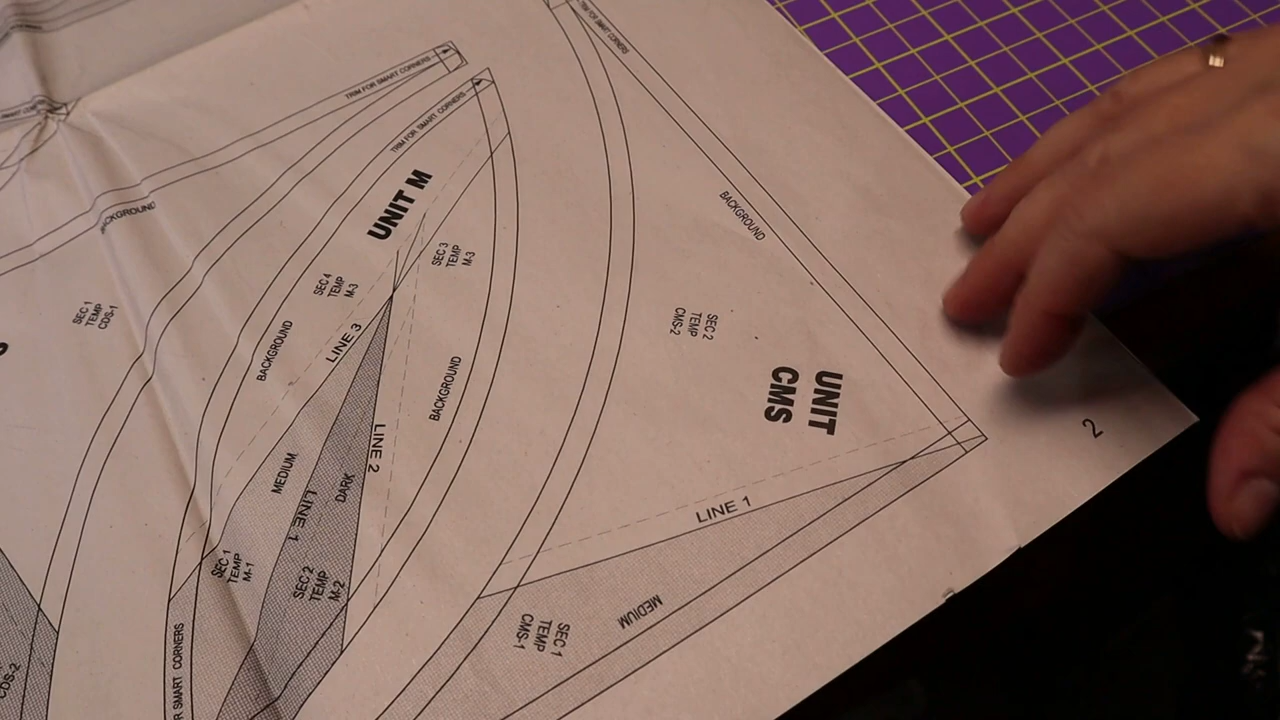 TRIM FOR SMART CORNERS
BACKGROUND
SEC 1
TEMP
CDS-1
TRIM FOR SMART CORNERS
UNIT M
SEC 4
TEMP
M-3
SEC 3
TEMP
M-3
BACKGROUND
LINE 3
BACKGROUND
LINE 2
MEDIUM
LINE 1
DARK
SEC 1
TEMP
M-1
SEC 2
TEMP
M-2
SMART CORNERS
CDS-2
TRIM FOR SMART CORNERS
BACKGROUND
SEC 2
TEMP
CMS-2
UNIT
CMS
LINE 1
MEDIUM
SEC 1
TEMP
CMS-1
2